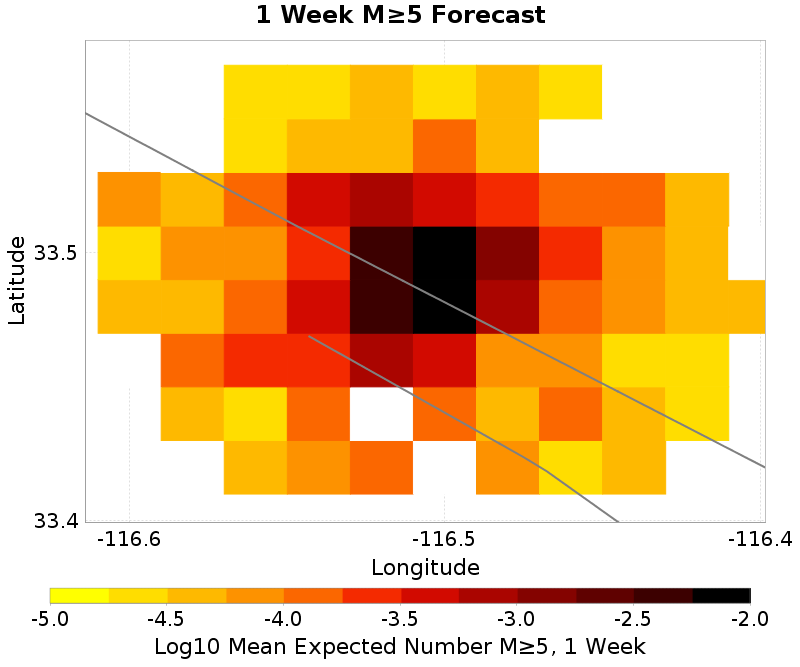 1 Week M≥5 Forecast
Latitude
33.5
33.4
-116.6 -116.5 -116.4
Longitude
-5.0 -4.5 -4.0 -3.5 -3.0 -2.5 -2.0
Log10 Mean Expected Number M≥5, 1 Week